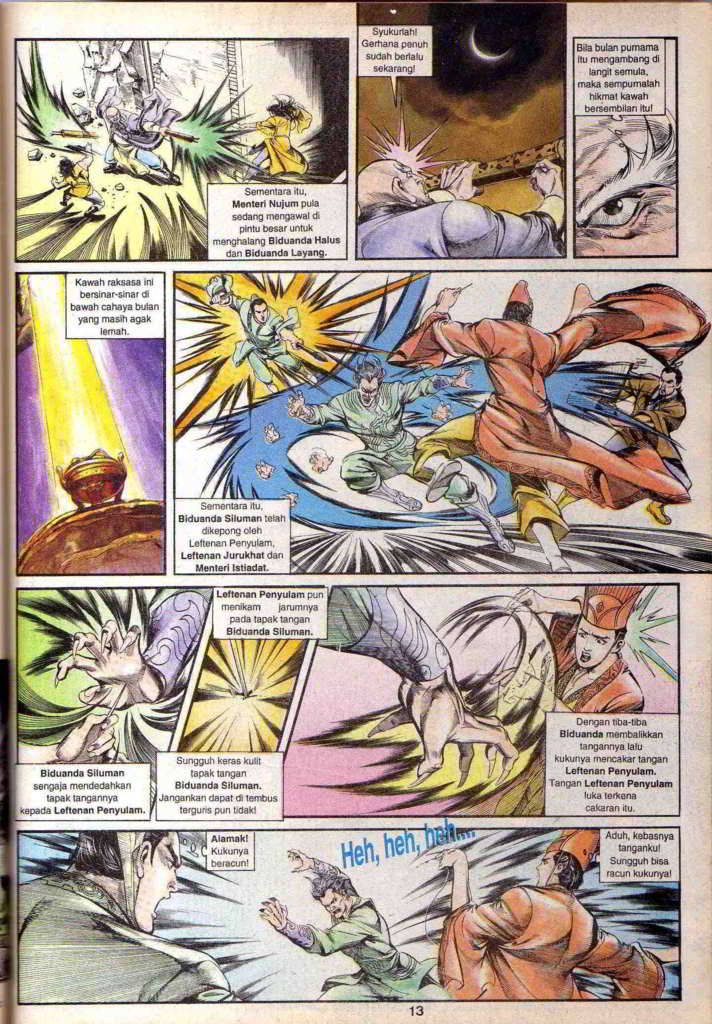 Sementara itu,
Menteri Nujum pula
sedang mengawal di
pintu besar untuk
menghalang Biduanda Halus
dan Biduanda Layang.
Syukurlah!
Gerhana penuh
sudah berlalu
sekarang!
Bila bulan purnama
itu mengambang di
langit semula,
maka sempurnalah
hikmat kawah
bersembilan itu!
Kawah raksasa ini
bersinar-sinar di
bawah cahaya bulan
yang masih agak
lemah.
Sementara itu,
Biduanda Siluman telah
dikepong oleh
Leftenan Penyulam,
Leftenan Jurukhat dan
Menteri Istiadat.
Biduanda Siluman
sengaja mendedahkan
tapak tangannya
kepada Leftenan Penyulam.
Leftenan Penyulam pun
menikam jarumnya
pada tapak tangan
Biduanda Siluman.
Sungguh keras kulit
tapak tangan
Biduanda Siluman.
Jangankan dapat di tembus
terguris pun tidak!
Dengan tiba-tiba
Biduanda membalikkan
tangannya lalu
kukunya mencakar tangan
Leftenan Penyulam.
Tangan Leftenan Penyulam
luka terkena
cakaran itu.
Alamak!
Kukunya
beracun!
Heh, heh, heh....
Aduh, kebasnya
tanganku!
Sungguh bisa
racun kukunya!
13